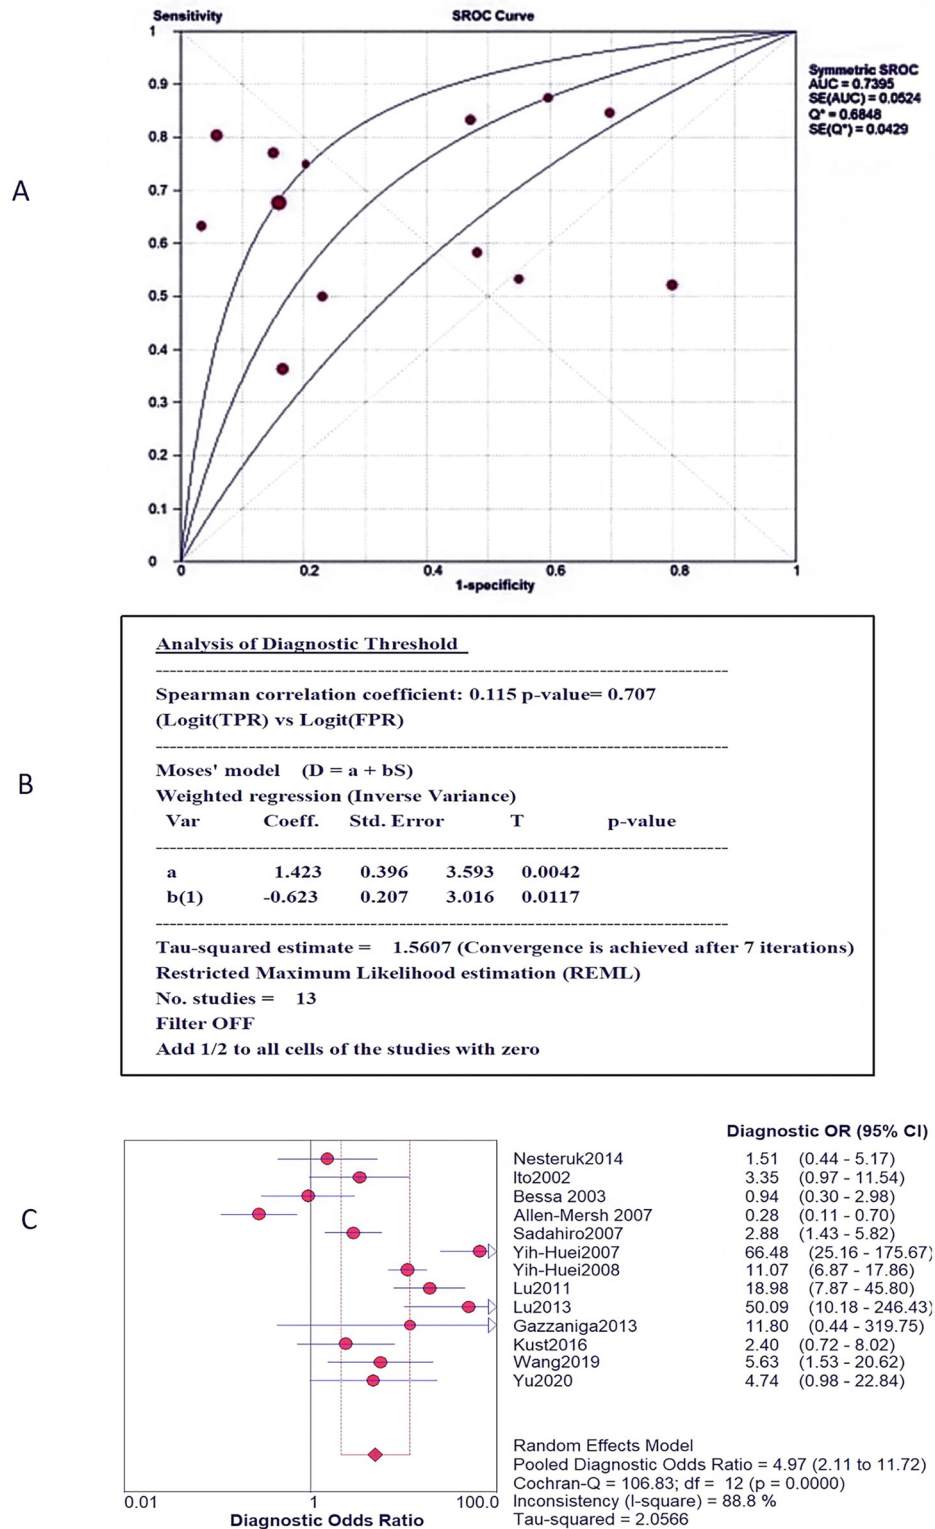 Sensitivity SROC Curve
Symmetric SROC
AUC = 0.7395
SE(AUC) = 0.0524
Q* = 0.6848
SE(Q*) = 0.0429
A
1
0.9
0.8
0.7
0.6
0.5
0.4
0.3
0.2
0.1
0
0 0.2 0.4 0.6 0.8 1
1-specificity
B
Analysis of Diagnostic Threshold
Spearman correlation coefficient: 0.115 p-value= 0.707
(Logit(TPR) vs Logit(FPR)
Moses' model (D = a + bS)
Weighted regression (Inverse Variance)
Var Coeff. Std. Error T p-value
a 1.423 0.396 3.593 0.0042
b(1) -0.623 0.207 3.016 0.0117
Tau-squared estimate = 1.5607 (Convergence is achieved after 7 iterations)
Restricted Maximum Likelihood estimation (REML)
No. studies = 13
Filter OFF
Add 1/2 to all cells of the studies with zero
C
Diagnostic OR (95% CI)
Nesteruk2014 1.51 (0.44 - 5.17)
Ito2002 3.35 (0.97 - 11.54)
Bessa 2003 0.94 (0.30 - 2.98)
Allen-Mersh 2007 0.28 (0.11 - 0.70)
Sadahiro2007 2.88 (1.43 - 5.82)
Yih-Huei2007 66.48 (25.16 - 175.67)
Yih-Huei2008 11.07 (6.87 - 17.86)
Lu2011 18.98 (7.87 - 45.80)
Lu2013 50.09 (10.18 - 246.43)
Gazzaniga2013 11.80 (0.44 - 319.75)
Kust2016 2.40 (0.72 - 8.02)
Wang2019 5.63 (1.53 - 20.62)
Yu2020 4.74 (0.98 - 22.84)
Random Effects Model
Pooled Diagnostic Odds Ratio = 4.97 (2.11 to 11.72)
Cochran-Q = 106.83; df = 12 (p = 0.0000)
Inconsistency (I-square) = 88.8 %
Tau-squared = 2.0566
0.01 1 100.0
Diagnostic Odds Ratio